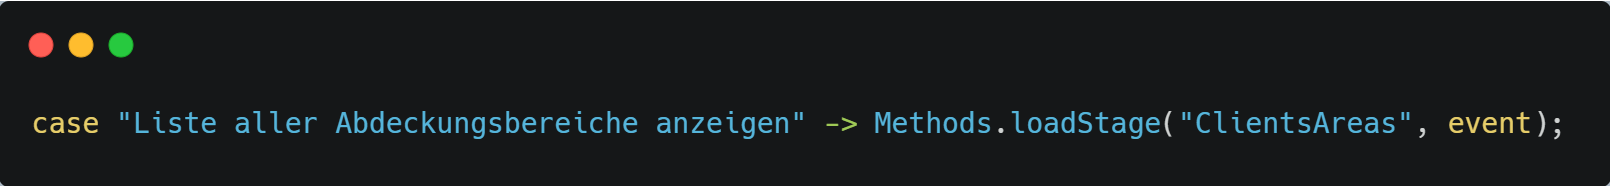 case "Liste aller Abdeckungsbereiche anzeigen" -> Methods.loadStage("ClientsAreas", event);